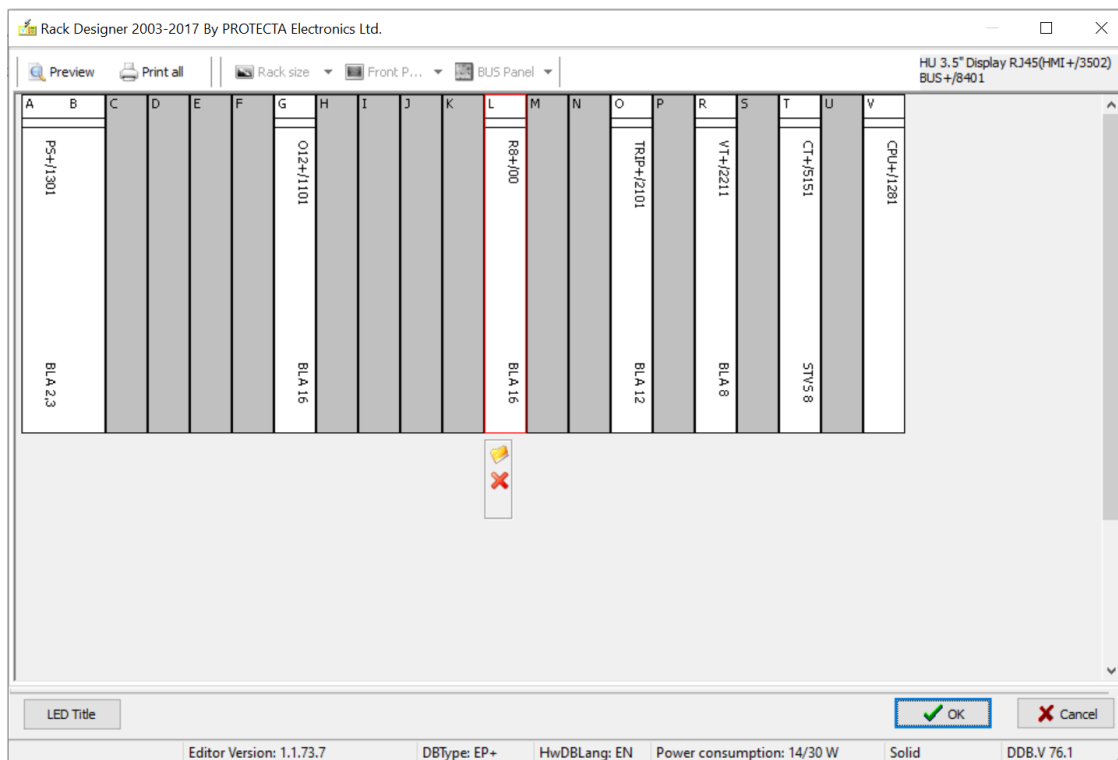 Rack Designer 2003-2017 By PROTECTA Electronics Ltd.
Preview Print all Rack size Front P... BUS Panel
HU 3.5" Display RJ45(HMI+/3502)
BUS+/8401
A B C D E F G H I J K L M N O P R S T U V
PS+/1301
O12+/1101
R8+/00
TRIP+/2101
VT+/2211
CT+/5151
CPU+/1281
BLA 2,3
BLA 16
BLA 16
BLA 12
BLA 8
STVS 8
LED Title OK Cancel
Editor Version: 1.1.73.7 DBType: EP+ HwDBLang: EN Power consumption: 14/30 W Solid DDB.V 76.1